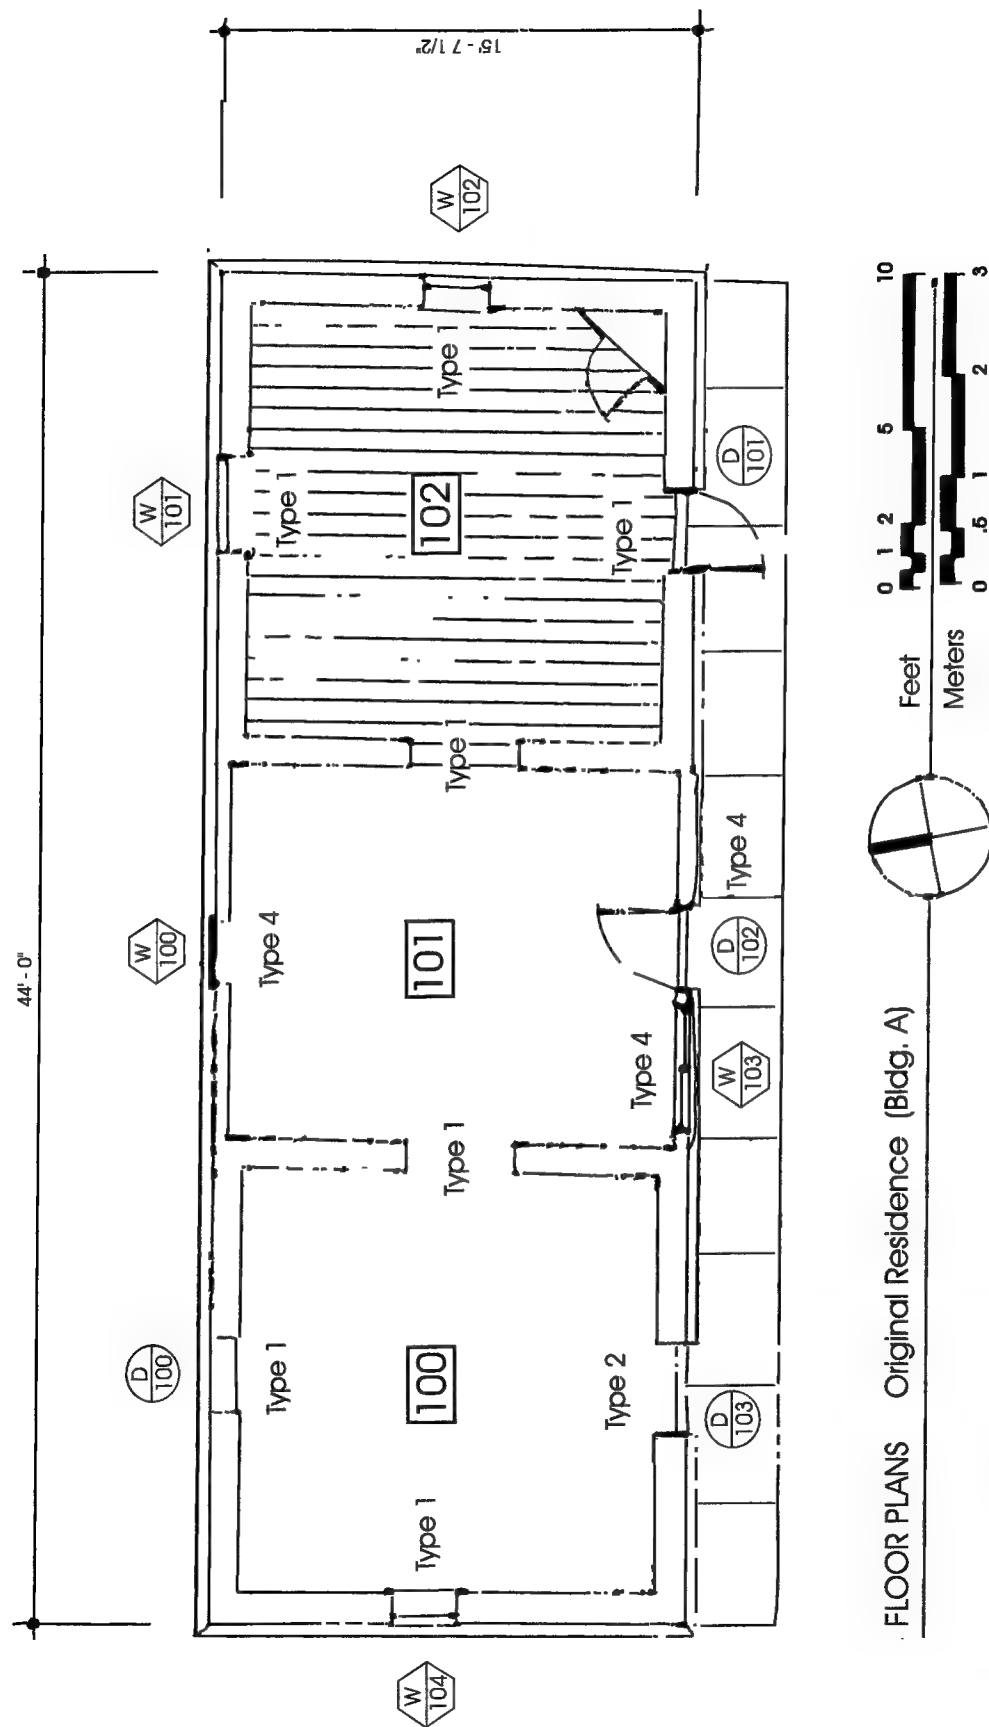 44' - 0"
15' - 7 1/2"
D
100
W
100
W
101
Type 1
Type 4
Type 1
W
104
Type 1
100
Type 1
101
Type 1
102
Type 1
W
102
Type 2
Type 4
Type 1
D
103
W
103
D
102
Type 4
D
101
FLOOR PLANS Original Residence (Bldg. A)
Feet
0 1 2 5 10
Meters
0 .5 1 2 3